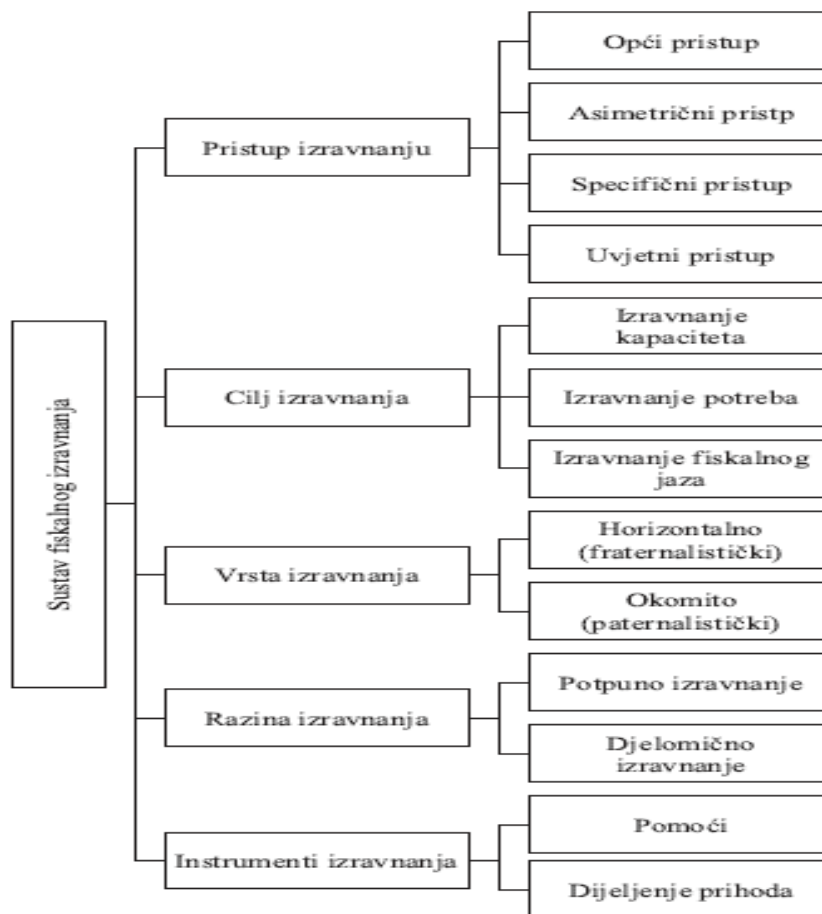 Sustav fiskalnog izravnanja
Pristup izravnanju
Opći pristup
Asimetrični pristp
Specifični pristup
Uvjetni pristup
Cilj izravnanja
Izravnanje
kapaciteta
Izravnanje potreba
Izravnanje fiskalnog
jaza
Vrsta izravnanja
Horizontalno
(fraternalistički)
Okomito
(paternalistički)
Razina izravnanja
Potpuno izravnanje
Djelomično
izravnanje
Instrumenti izravnanja
Pomoći
Dijeljenje prihoda